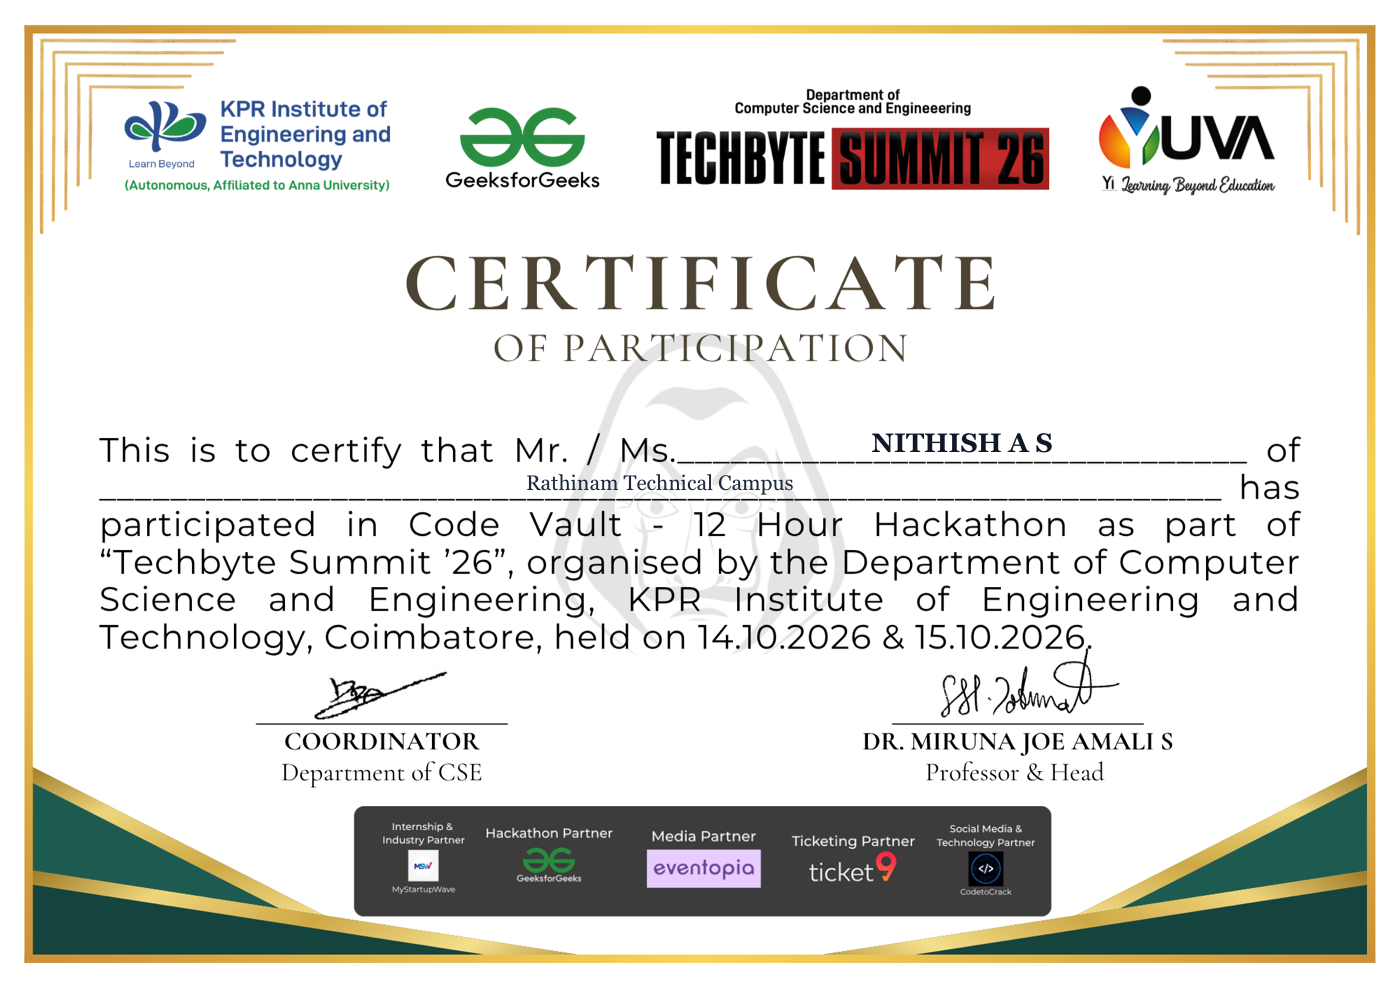 KPR Institute of
Engineering and
Technology
Learn Beyond
(Autonomous, Affiliated to Anna University)
GeeksforGeeks
Department of
Computer Science and Engineeering
TECHBYTE SUMMIT 26
YUVA
Yi Learning Beyond Education
CERTIFICATE
OF PARTICIPATION
This is to certify that Mr. / Ms.________________________________ of
NITHISH A S
Rathinam Technical Campus
_______________________________________________________________ has
participated in Code Vault - 12 Hour Hackathon as part of
“Techbyte Summit ’26”, organised by the Department of Computer
Science and Engineering, KPR Institute of Engineering and
Technology, Coimbatore, held on 14.10.2026 & 15.10.2026.
COORDINATOR
Department of CSE
DR. MIRUNA JOE AMALI S
Professor & Head
Internship &
Industry Partner
MSW
MyStartupWave
Hackathon Partner
GeeksforGeeks
Media Partner
eventopia
Ticketing Partner
ticket9
Social Media &
Technology Partner
</>
CodetoCrack